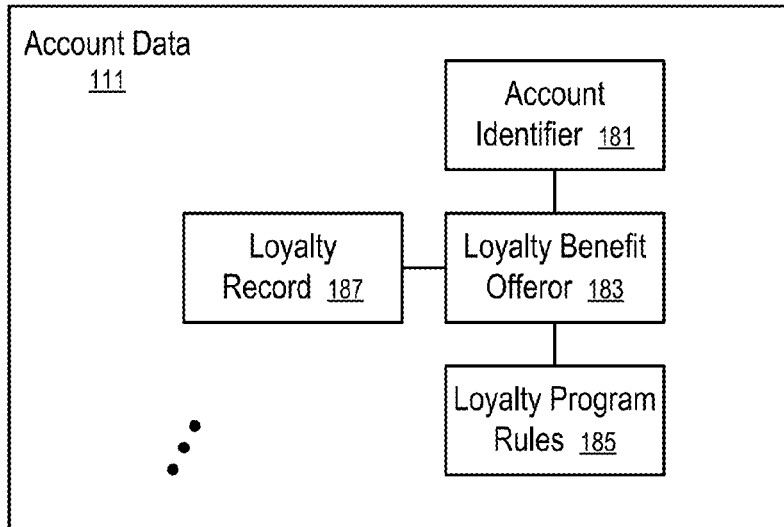 Account Data
111
Account
Identifier 181
Loyalty
Record 187
Loyalty Benefit
Offeror 183
Loyalty Program
Rules 185